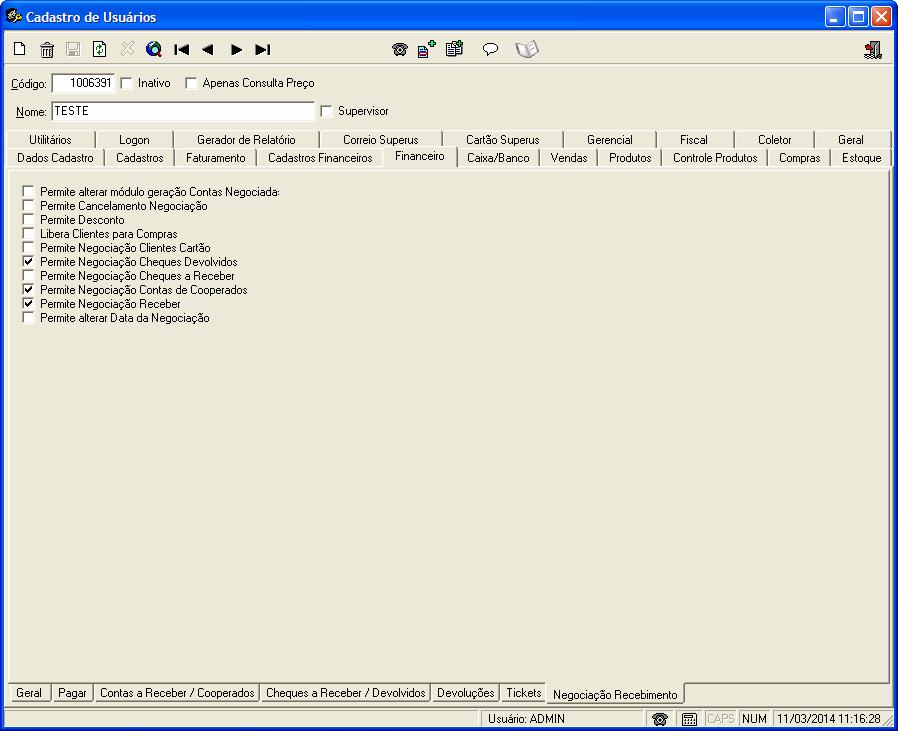 Cadastro de Usuários
Código: 1006391 Inativo Apenas Consulta Preço
Nome: TESTE Supervisor
Utilitários Logon Gerador de Relatório Correio Superus Cartão Superus Gerencial Fiscal Coletor Geral
Dados Cadastro Cadastros Faturamento Cadastros Financeiros Financeiro Caixa/Banco Vendas Produtos Controle Produtos Compras Estoque
Permite alterar módulo geração Contas Negociada:
Permite Cancelamento Negociação
Permite Desconto
Libera Clientes para Compras
Permite Negociação Clientes Cartão
Permite Negociação Cheques Devolvidos
Permite Negociação Cheques a Receber
Permite Negociação Contas de Cooperados
Permite Negociação Receber
Permite alterar Data da Negociação
Geral Pagar Contas a Receber / Cooperados Cheques a Receber / Devolvidos Devoluções Tickets Negociação Recebimento
Usuário: ADMIN CAPS NUM 11/03/2014 11:16:28